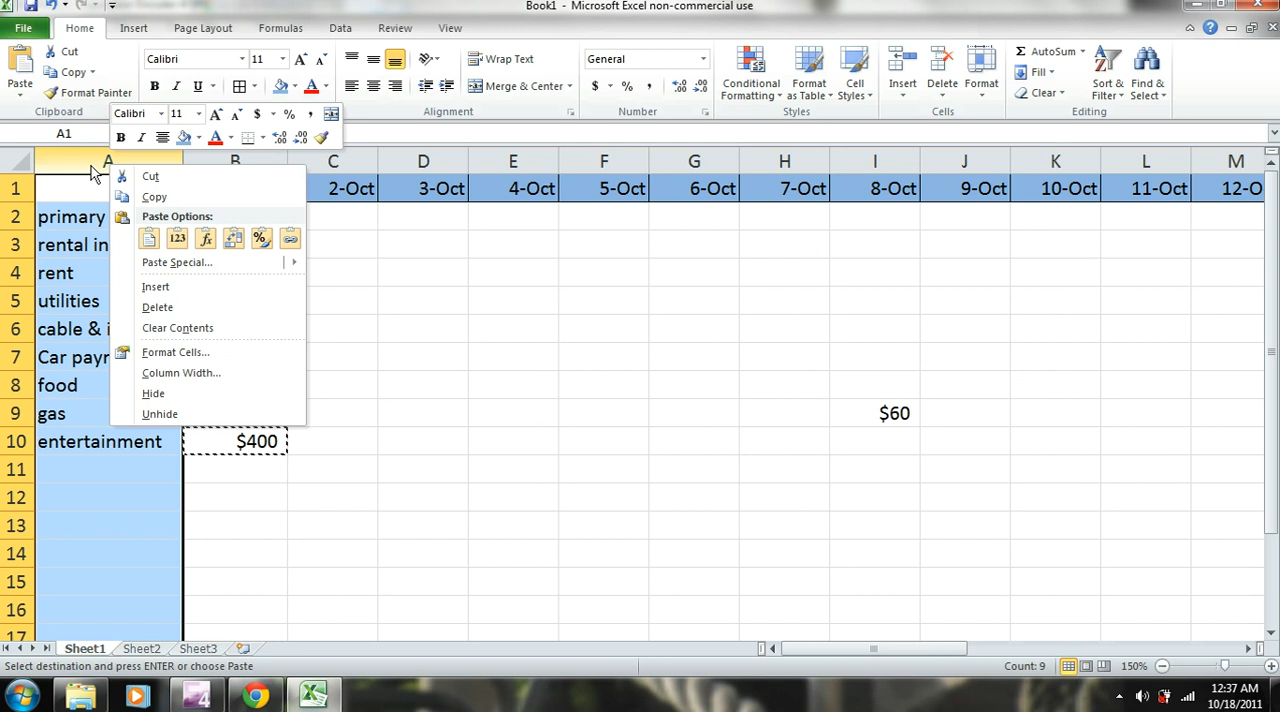 Book1 - Microsoft Excel non-commercial use
File Home Insert Page Layout Formulas Data Review View
Paste Cut Copy Format Painter Clipboard
Calibri 11 B I U A
Wrap Text Merge & Center Alignment
General $ % , Number
Conditional Formatting Format as Table Cell Styles Styles
Insert Delete Format Cells
Σ AutoSum Fill Clear Sort & Filter Find & Select Editing
Calibri 11 A A $ % ,
B I A
A1
A B C D E F G H I J K L M
1 2-Oct 3-Oct 4-Oct 5-Oct 6-Oct 7-Oct 8-Oct 9-Oct 10-Oct 11-Oct 12-O
2 primary
3 rental in
4 rent
5 utilities
6 cable & i
7 Car payr
8 food
9 gas $60
10 entertainment $400
11
12
13
14
15
16
17
Cut
Copy
Paste Options:
123 fx %
Paste Special...
Insert
Delete
Clear Contents
Format Cells...
Column Width...
Hide
Unhide
Sheet1 Sheet2 Sheet3
Select destination and press ENTER or choose Paste Count: 9 150%
12:37 AM
10/18/2011